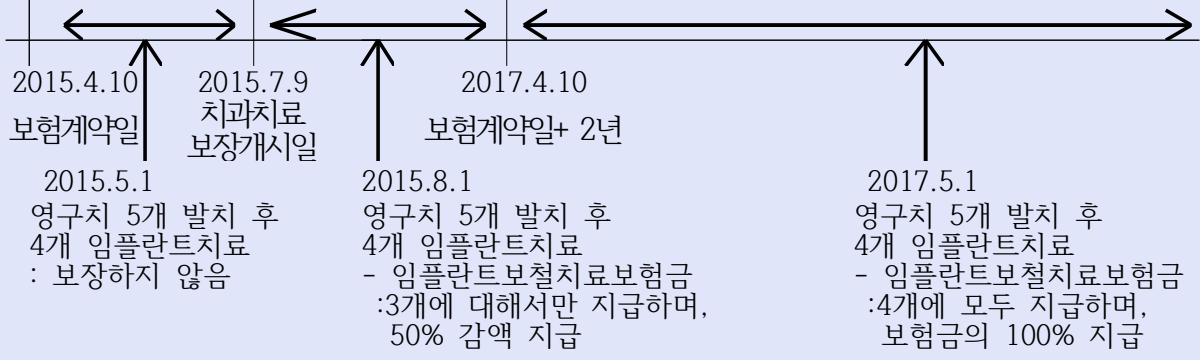 2015.4.10
보험계약일
2015.7.9
치과치료
보장개시일
2017.4.10
보험계약일+ 2년
2015.5.1
영구치 5개 발치 후
4개 임플란트치료
: 보장하지 않음
2015.8.1
영구치 5개 발치 후
4개 임플란트치료
- 임플란트보철치료보험금
:3개에 대해서만 지급하며,
50% 감액 지급
2017.5.1
영구치 5개 발치 후
4개 임플란트치료
- 임플란트보철치료보험금
:4개에 모두 지급하며,
보험금의 100% 지급